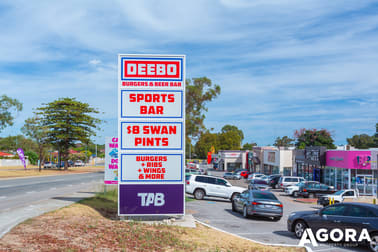 DEEBO
BURGERS & BEER BAR
SPORTS
BAR
$8 SWAN
PINTS
BURGERS
+ RIBS
+ WINGS
& MORE
TAB
AGORA